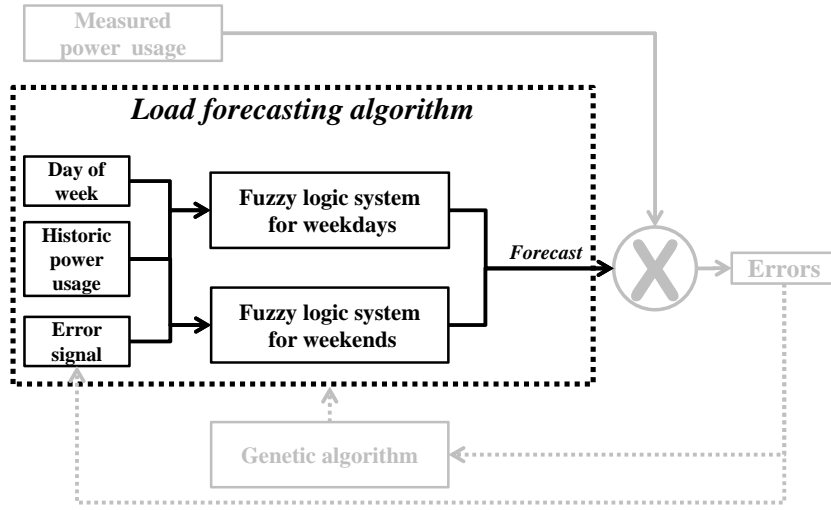 Measured
power usage
Load forecasting algorithm
Day of
week
Historic
power
usage
Error
signal
Fuzzy logic system
for weekdays
Fuzzy logic system
for weekends
Forecast
X
Errors
Genetic algorithm